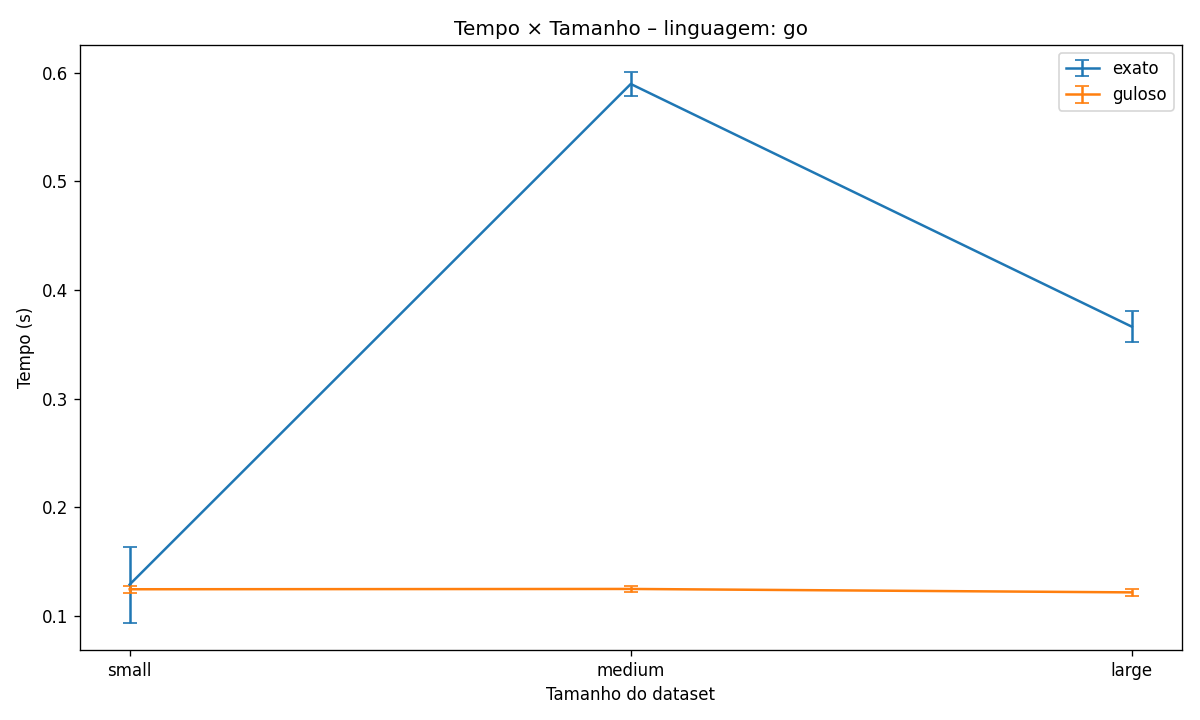 Tempo × Tamanho – linguagem: go
exato
guloso
0.6
0.5
0.4
0.3
0.2
0.1
Tempo (s)
small
medium
large
Tamanho do dataset